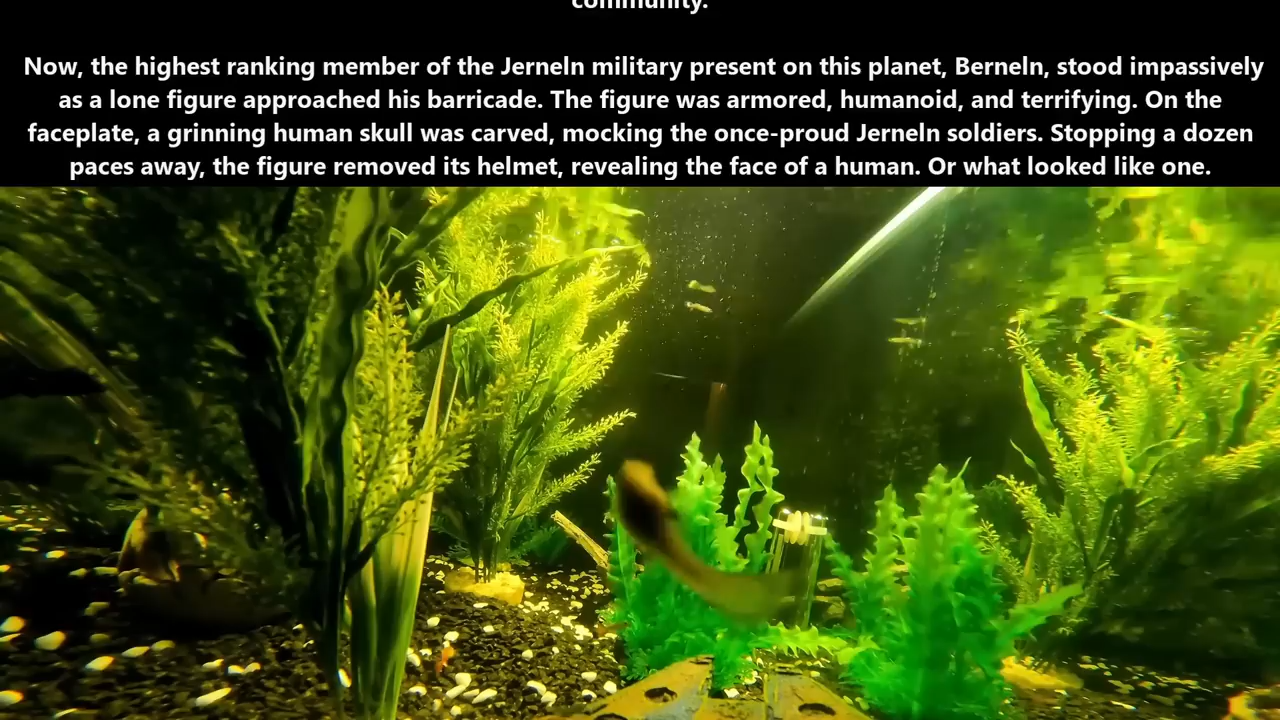 community.
Now, the highest ranking member of the Jerneln military present on this planet, Berneln, stood impassively
as a lone figure approached his barricade. The figure was armored, humanoid, and terrifying. On the
faceplate, a grinning human skull was carved, mocking the once-proud Jerneln soldiers. Stopping a dozen
paces away, the figure removed its helmet, revealing the face of a human. Or what looked like one.